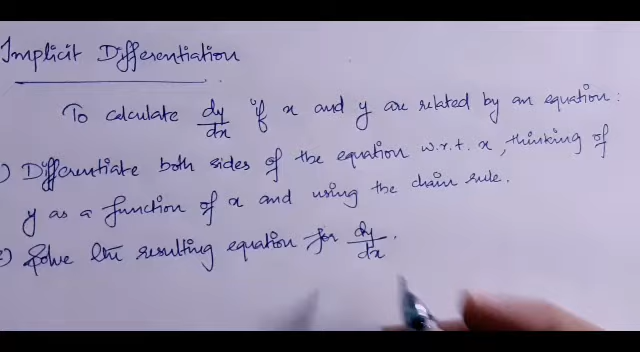 Implicit Differentiation
To calculate dy/dx if x and y are related by an equation:
) Differentiate both sides of the equation w.r.t. x, thinking of
y as a function of x and using the chain rule.
2) Solve the resulting equation for dy/dx.